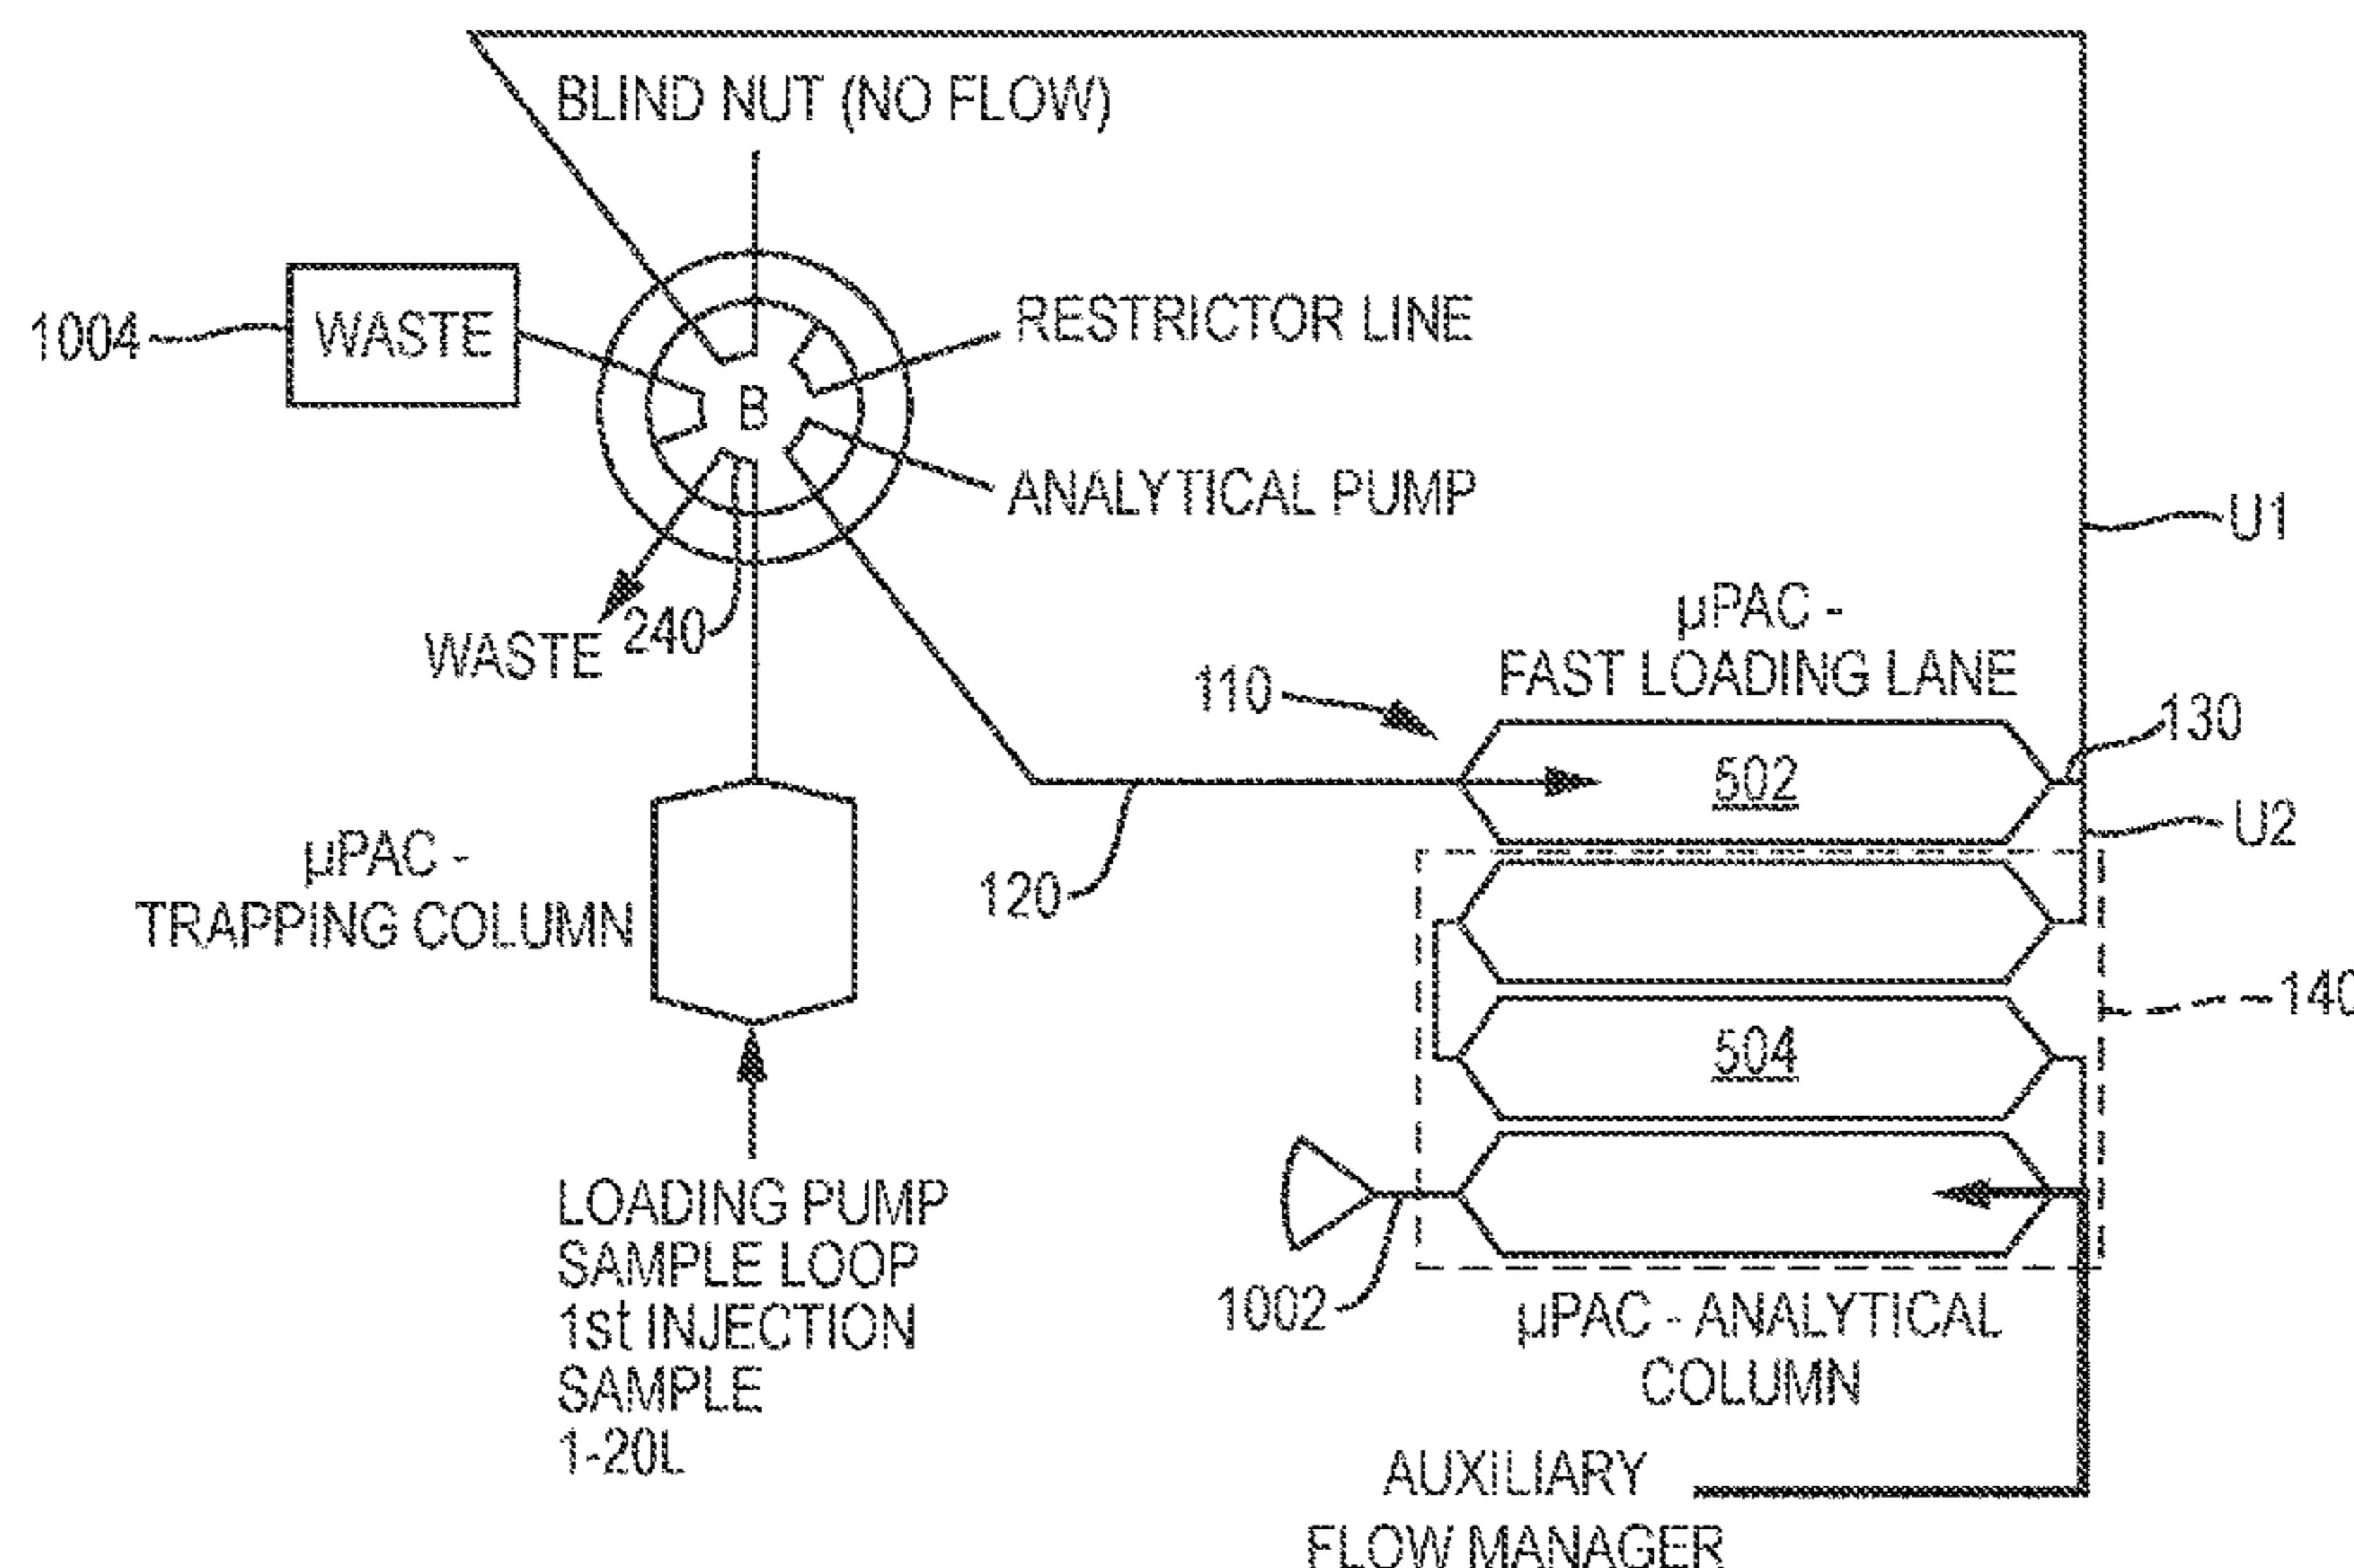 BLIND NUT (NO FLOW)
1004
WASTE
RESTRICTOR LINE
B
ANALYTICAL PUMP
U1
WASTE
240
µPAC -
FAST LOADING LANE
110
130
502
U2
120
µPAC -
TRAPPING COLUMN
504
140
LOADING PUMP
SAMPLE LOOP
1st INJECTION
SAMPLE
1-20L
1002
µPAC - ANALYTICAL
COLUMN
AUXILIARY
FLOW MANAGER